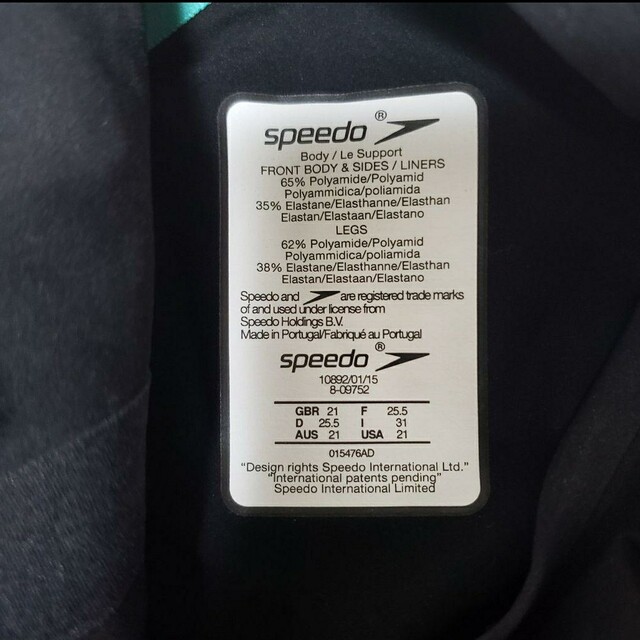 speedo®
Body / Le Support
FRONT BODY & SIDES / LINERS
65% Polyamide/Polyamid
Polyammidica/poliamida
35% Elastane/Elasthanne/Elasthan
Elastan/Elastaan/Elastano
LEGS
62% Polyamide/Polyamid
Polyammidica/poliamida
38% Elastane/Elasthanne/Elasthan
Elastan/Elastaan/Elastano
Speedo and are registered trade marks
of and used under license from
Speedo Holdings B.V.
Made in Portugal/Fabriqué au Portugal
speedo®
10892/01/15
8-09752
GBR 21 F 25.5
D 25.5 I 31
AUS 21 USA 21
015476AD
"Design rights Speedo International Ltd."
"International patents pending"
Speedo International Limited